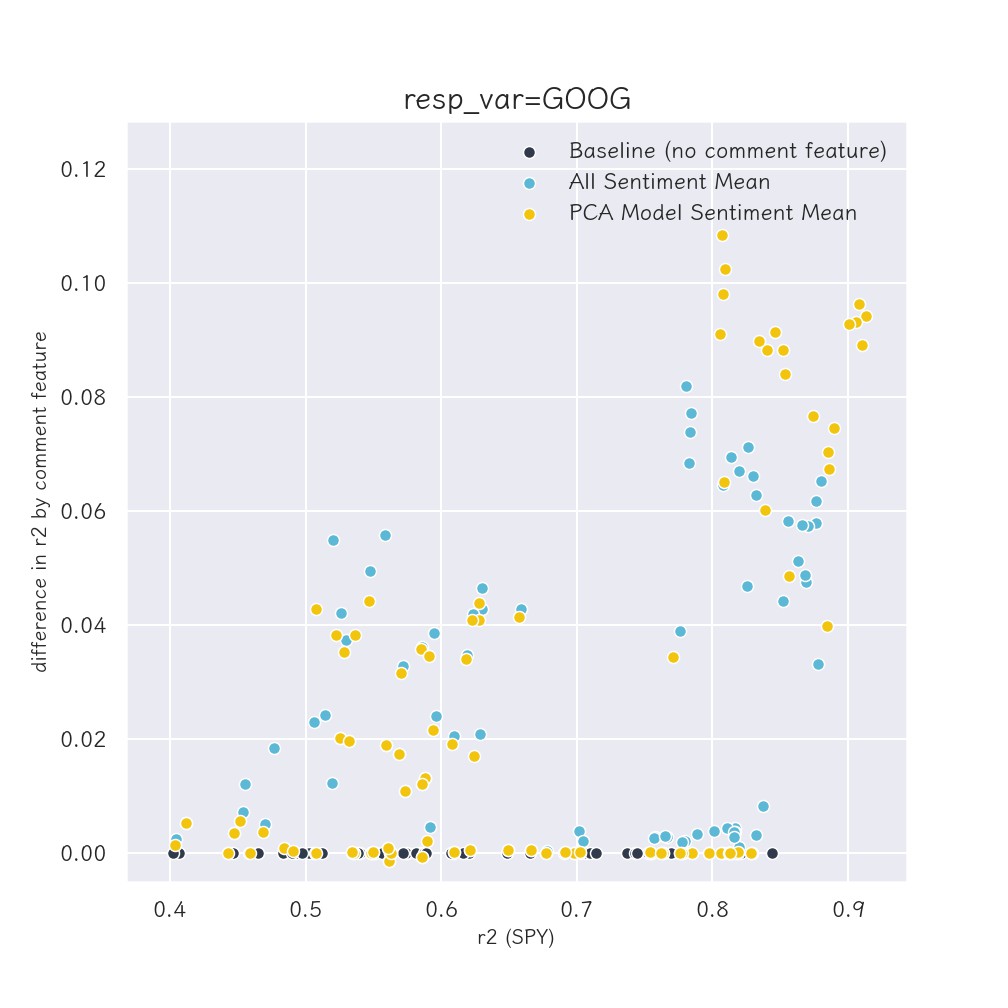 resp_var=GOOG
Baseline (no comment feature)
All Sentiment Mean
PCA Model Sentiment Mean
0.12
0.10
0.08
0.06
0.04
0.02
0.00
difference in r2 by comment feature
0.4 0.5 0.6 0.7 0.8 0.9
r2 (SPY)